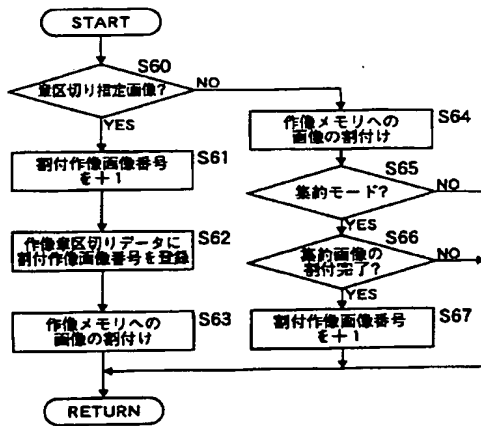 START
S60
章区切り指定画像?
NO
YES
S61
割付作像画像番号
を+1
S62
作像章区切りデータに
割付作像画像番号を登録
S63
作像メモリへの
画像の割付け
S64
作像メモリへの
画像の割付け
S65
集約モード?
NO
YES
S66
集約画像の
割付完了?
NO
YES
S67
割付作像画像番号
を+1
RETURN